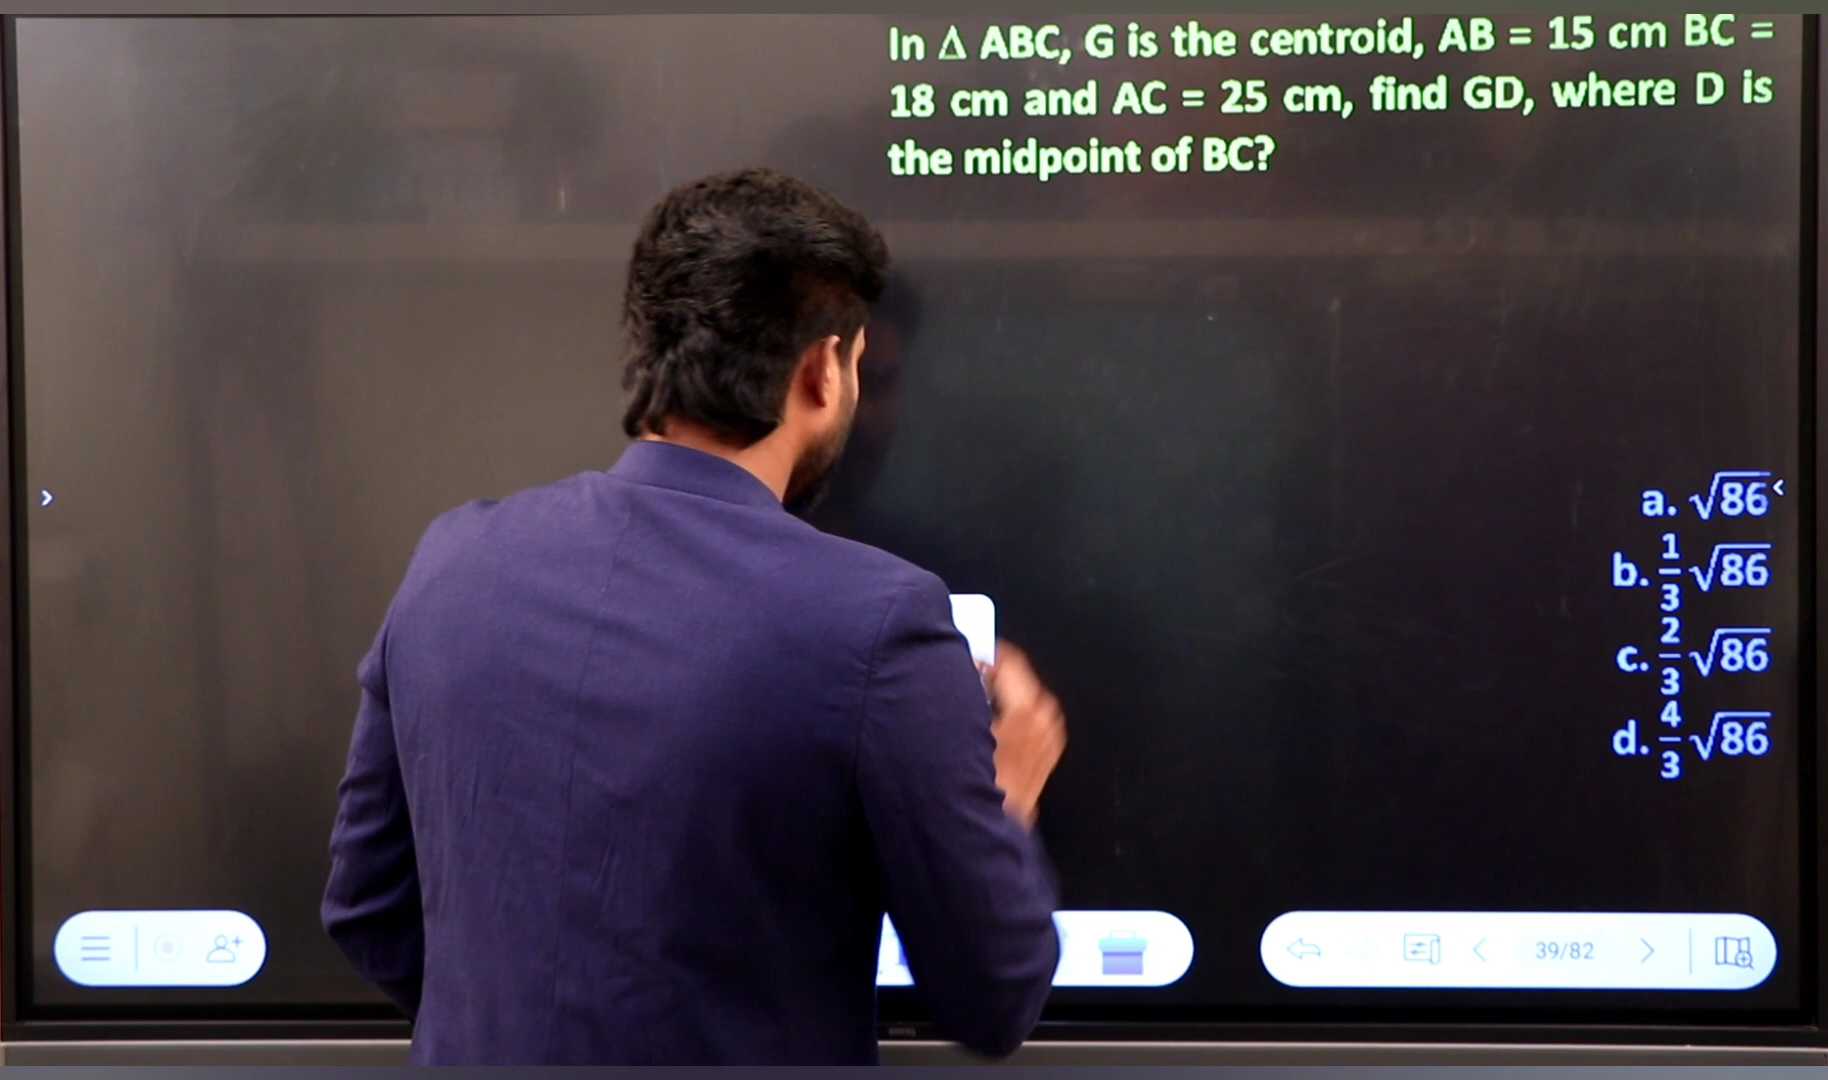 In Δ ABC, G is the centroid, AB = 15 cm BC =
18 cm and AC = 25 cm, find GD, where D is
the midpoint of BC?
a. √86
b. 1/3 √86
c. 2/3 √86
d. 4/3 √86
39/82